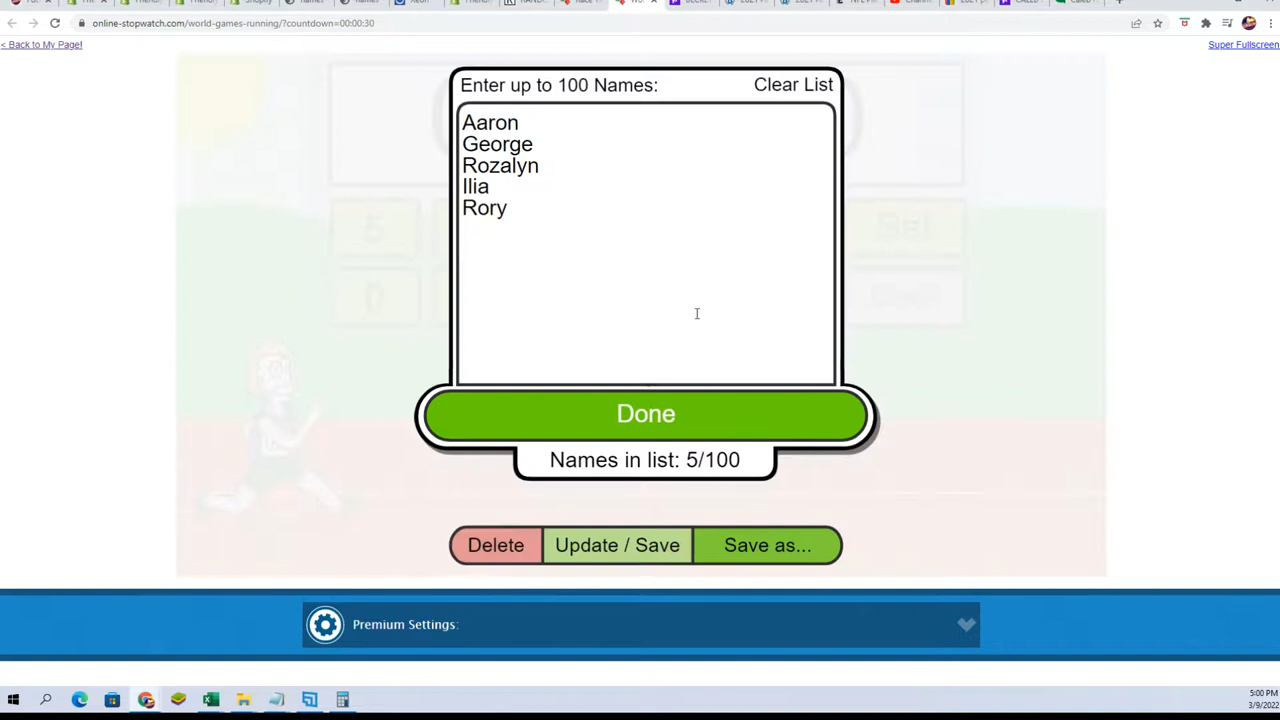 Shopify
online-stopwatch.com/world-games-running/?countdown=00:00:30
< Back to My Page!
Super Fullscreen
Enter up to 100 Names:
Clear List
Aaron
George
Rozalyn
Ilia
Rory
Done
Names in list: 5/100
Delete
Update / Save
Save as...
Premium Settings:
5:00 PM
3/9/2022